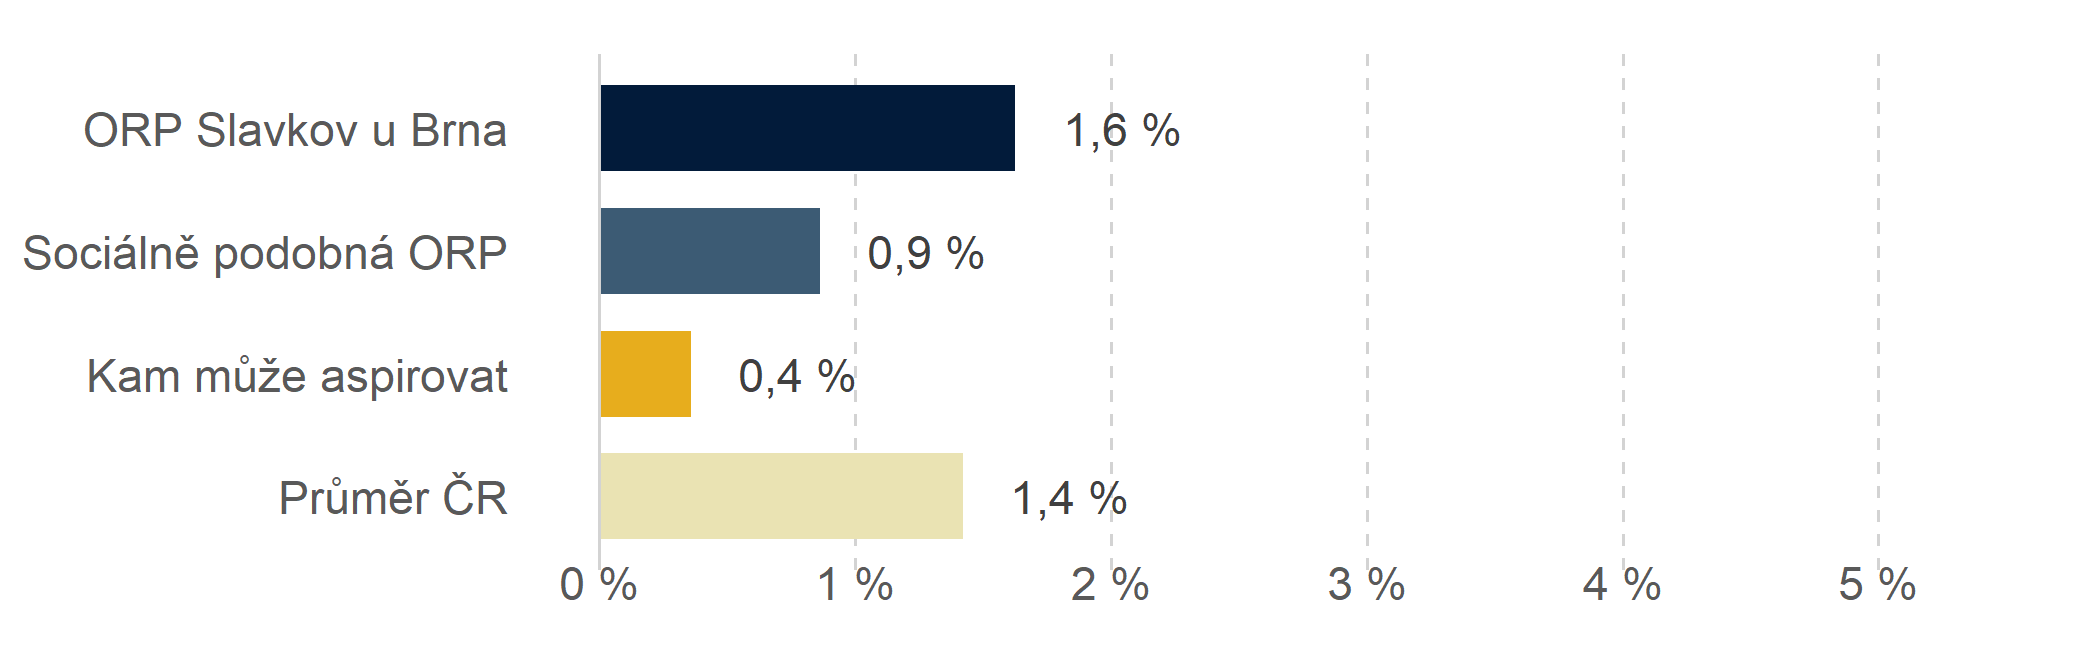 ORP Slavkov u Brna 1,6 %
Sociálně podobná ORP 0,9 %
Kam může aspirovat 0,4 %
Průměr ČR 1,4 %
0 % 1 % 2 % 3 % 4 % 5 %